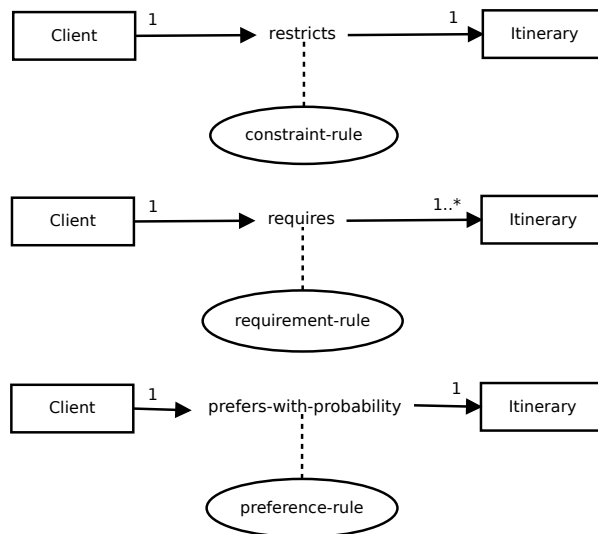 1 1
Client restricts Itinerary
constraint-rule
1 1..*
Client requires Itinerary
requirement-rule
1 1
Client prefers-with-probability Itinerary
preference-rule